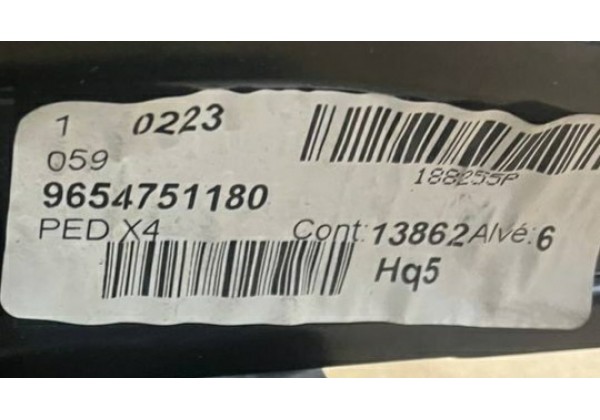 1 0223
059
188255P
9654751180
PED X4 Cont:13862 Alvé:6
Hq5